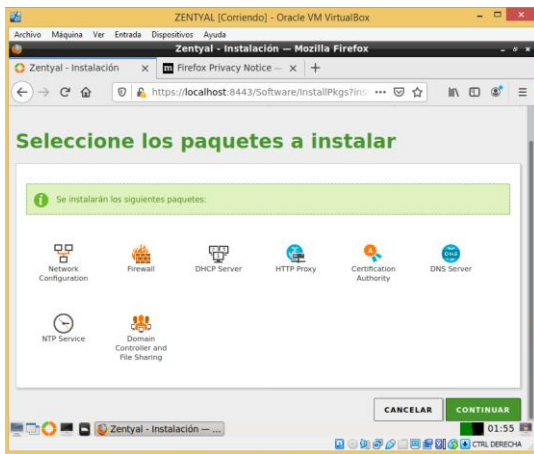 ZENTYAL [Corriendo] - Oracle VM VirtualBox
Archivo Máquina Ver Entrada Dispositivos Ayuda
Zentyal - Instalación — Mozilla Firefox
Zentyal - Instalación × m Firefox Privacy Notice — × +
https://localhost:8443/Software/InstallPkgs?ins
Seleccione los paquetes a instalar
Se instalarán los siguientes paquetes:
Network Configuration
Firewall
DHCP Server
HTTP Proxy
Certification Authority
DNS
DNS Server
NTP Service
Domain Controller and File Sharing
CANCELAR CONTINUAR
Zentyal - Instalación — ... 01:55
CTRL DERECHA